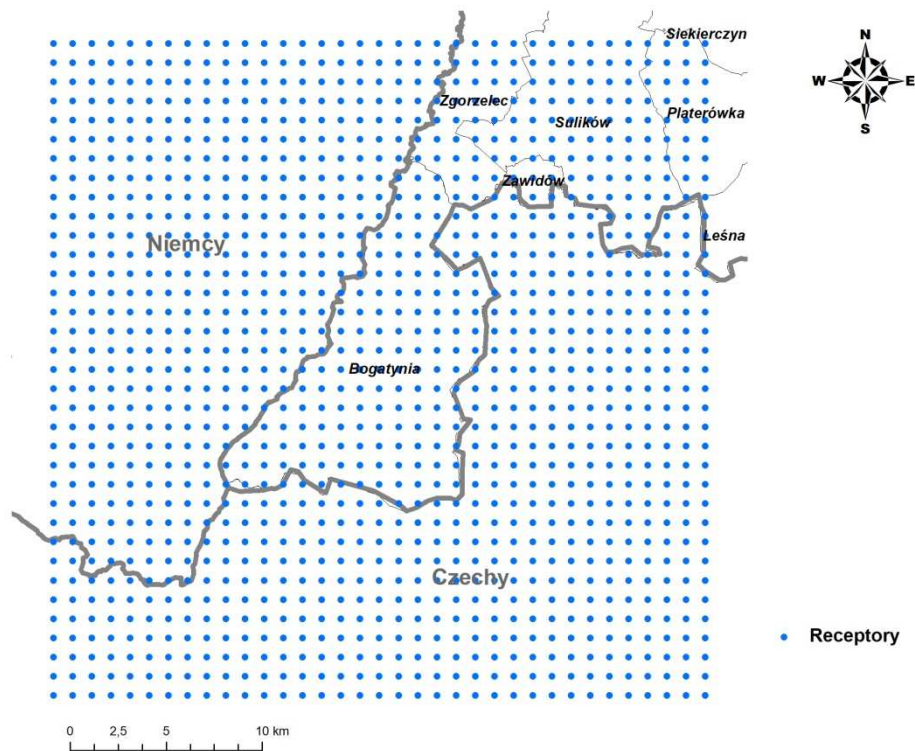 Siekierczyn
N
W E
S
Zgorzelec
Sulików
Platerówka
Zawidów
Niemcy
Leśna
Bogatynia
Czechy
Receptory
0 2,5 5 10 km